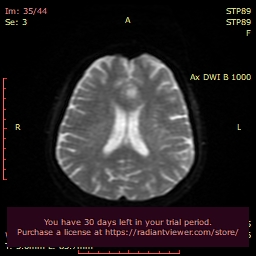 Im: 35/44
Se: 3
A
STP89
STP89
F
Ax DWI B 1000
R
L
You have 30 days left in your trial period.
Purchase a license at https://radiantviewer.com/store/